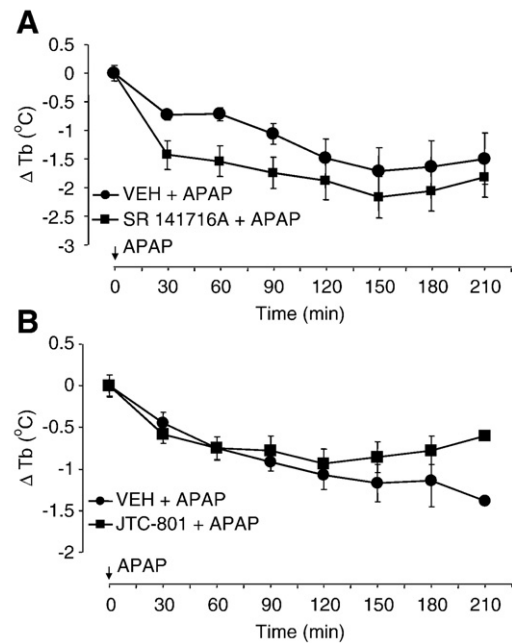 A
0.5
0
-0.5
-1
-1.5
-2
-2.5
-3
Δ Tb (°C)
VEH + APAP
SR 141716A + APAP
APAP
0 30 60 90 120 150 180 210
Time (min)
B
0.5
0
-0.5
-1
-1.5
-2
Δ Tb (°C)
VEH + APAP
JTC-801 + APAP
APAP
0 30 60 90 120 150 180 210
Time (min)